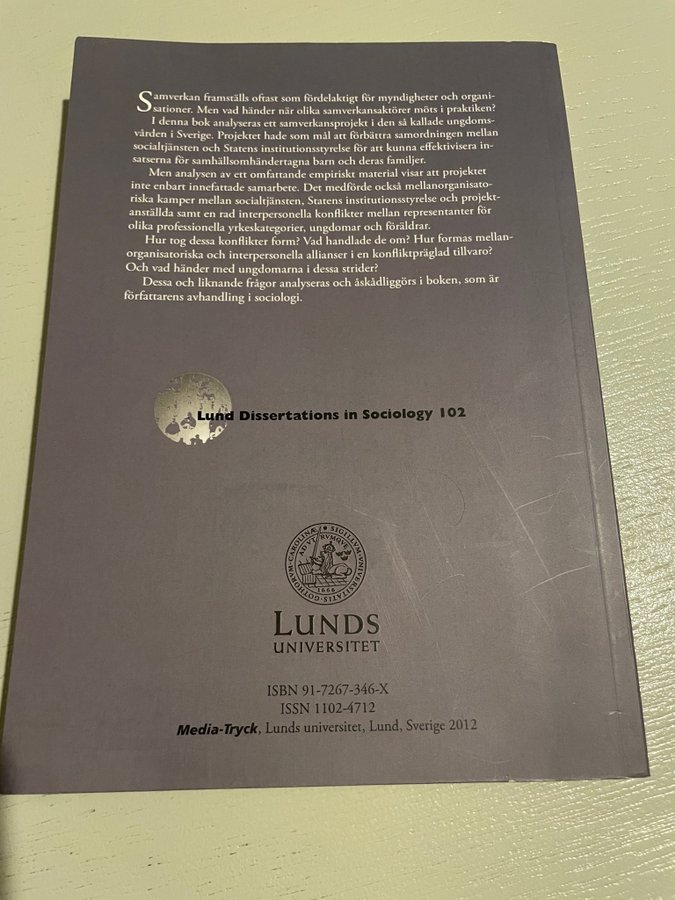 Samverkan framställs oftast som fördelaktigt för myndigheter och organi-
sationer. Men vad händer när olika samverkansaktörer möts i praktiken?
I denna bok analyseras ett samverkansprojekt i den så kallade ungdoms-
vården i Sverige. Projektet hade som mål att förbättra samordningen mellan
socialtjänsten och Statens institutionsstyrelse för att kunna effektivisera in-
satserna för samhällsomhändertagna barn och deras familjer.
Men analysen av ett omfattande empiriskt material visar att projektet
inte enbart innefattade samarbete. Det medförde också mellanorganisato-
riska kamper mellan socialtjänsten, Statens institutionsstyrelse och projekt-
anställda samt en rad interpersonella konflikter mellan representanter för
olika professionella yrkeskategorier, ungdomar och föräldrar.
Hur tog dessa konflikter form? Vad handlade de om? Hur formas mellan-
organisatoriska och interpersonella allianser i en konfliktpräglad tillvaro?
Och vad händer med ungdomarna i dessa strider?
Dessa och liknande frågor analyseras och åskådliggörs i boken, som är
författarens avhandling i sociologi.
Lund Dissertations in Sociology 102
SIGILLVM·VNIVERSITATIS·GOTHORVM·CAROLINÆ
AD VTRVMQVE
1666
LUNDS
UNIVERSITET
ISBN 91-7267-346-X
ISSN 1102-4712
Media-Tryck, Lunds universitet, Lund, Sverige 2012